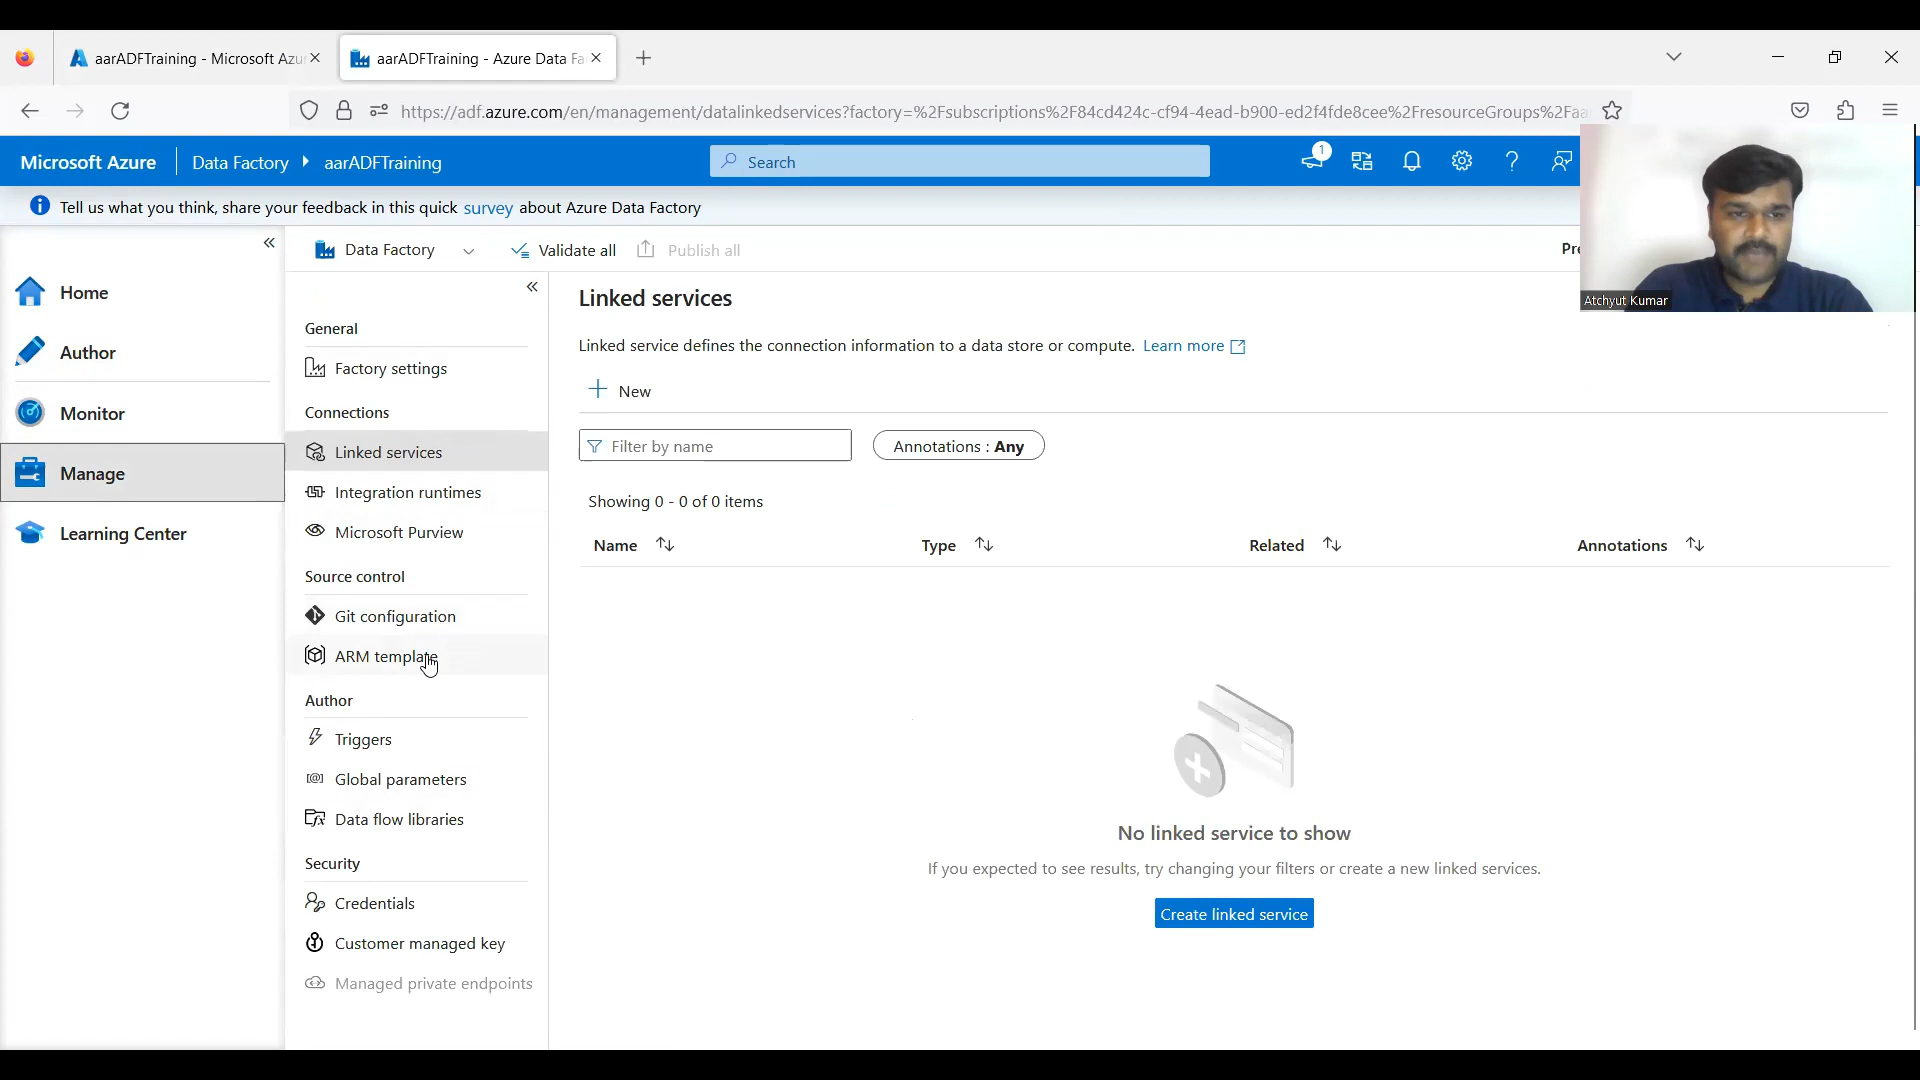 aarADFTraining - Microsoft Azu
aarADFTraining - Azure Data Fa
https://adf.azure.com/en/management/datalinkedservices?factory=%2Fsubscriptions%2F84cd424c-cf94-4ead-b900-ed2f4fde8cee%2FresourceGroups%2Faa
Microsoft Azure
Data Factory
aarADFTraining
Search
1
Tell us what you think, share your feedback in this quick survey about Azure Data Factory
Home
Author
Monitor
Manage
Learning Center
Data Factory
Validate all
Publish all
Pre
Atchyut Kumar
General
Factory settings
Connections
Linked services
Integration runtimes
Microsoft Purview
Source control
Git configuration
ARM template
Author
Triggers
Global parameters
Data flow libraries
Security
Credentials
Customer managed key
Managed private endpoints
Linked services
Linked service defines the connection information to a data store or compute. Learn more
New
Filter by name
Annotations : Any
Showing 0 - 0 of 0 items
Name
Type
Related
Annotations
No linked service to show
If you expected to see results, try changing your filters or create a new linked services.
Create linked service